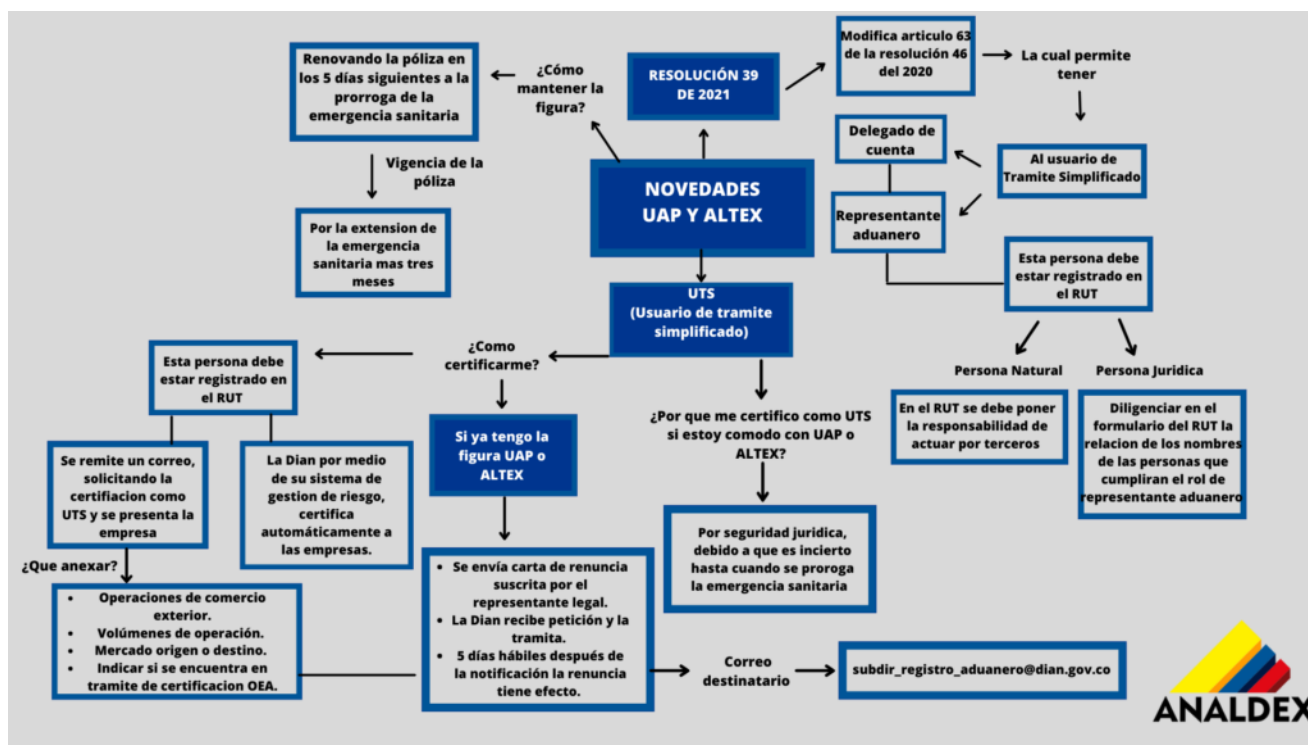 Renovando la póliza en
los 5 días siguientes a la
prorroga de la
emergencia sanitaria
¿Cómo
mantener la
figura?
RESOLUCIÓN 39
DE 2021
Modifica articulo 63
de la resolución 46
del 2020
La cual permite
tener
Delegado de
cuenta
Al usuario de
Tramite Simplificado
Representante
aduanero
Vigencia de la
póliza
NOVEDADES
UAP Y ALTEX
Por la extension de
la emergencia
sanitaria mas tres
meses
Esta persona debe
estar registrado en
el RUT
UTS
(Usuario de tramite
simplificado)
Persona Natural
Persona Juridica
En el RUT se debe poner
la responsabilidad de
actuar por terceros
Diligenciar en el
formulario del RUT la
relacion de los nombres
de las personas que
cumpliran el rol de
representante aduanero
¿Como
certificarme?
Esta persona debe
estar registrado en
el RUT
¿Por que me certifico como UTS
si estoy comodo con UAP o
ALTEX?
Si ya tengo la
figura UAP o
ALTEX
Se remite un correo,
solicitando la
certifiacion como
UTS y se presenta la
empresa
La Dian por medio
de su sistema de
gestion de riesgo,
certifica
automáticamente a
las empresas.
Por seguridad juridica,
debido a que es incierto
hasta cuando se proroga
la emergencia sanitaria
¿Que anexar?
• Operaciones de comercio
exterior.
• Volúmenes de operación.
• Mercado origen o destino.
• Indicar si se encuentra en
tramite de certificacion OEA.
• Se envía carta de renuncia
suscrita por el
representante legal.
• La Dian recibe petición y la
tramita.
• 5 días hábiles después de
la notificación la renuncia
tiene efecto.
Correo
destinatario
subdir_registro_aduanero@dian.gov.co
ANALDEX